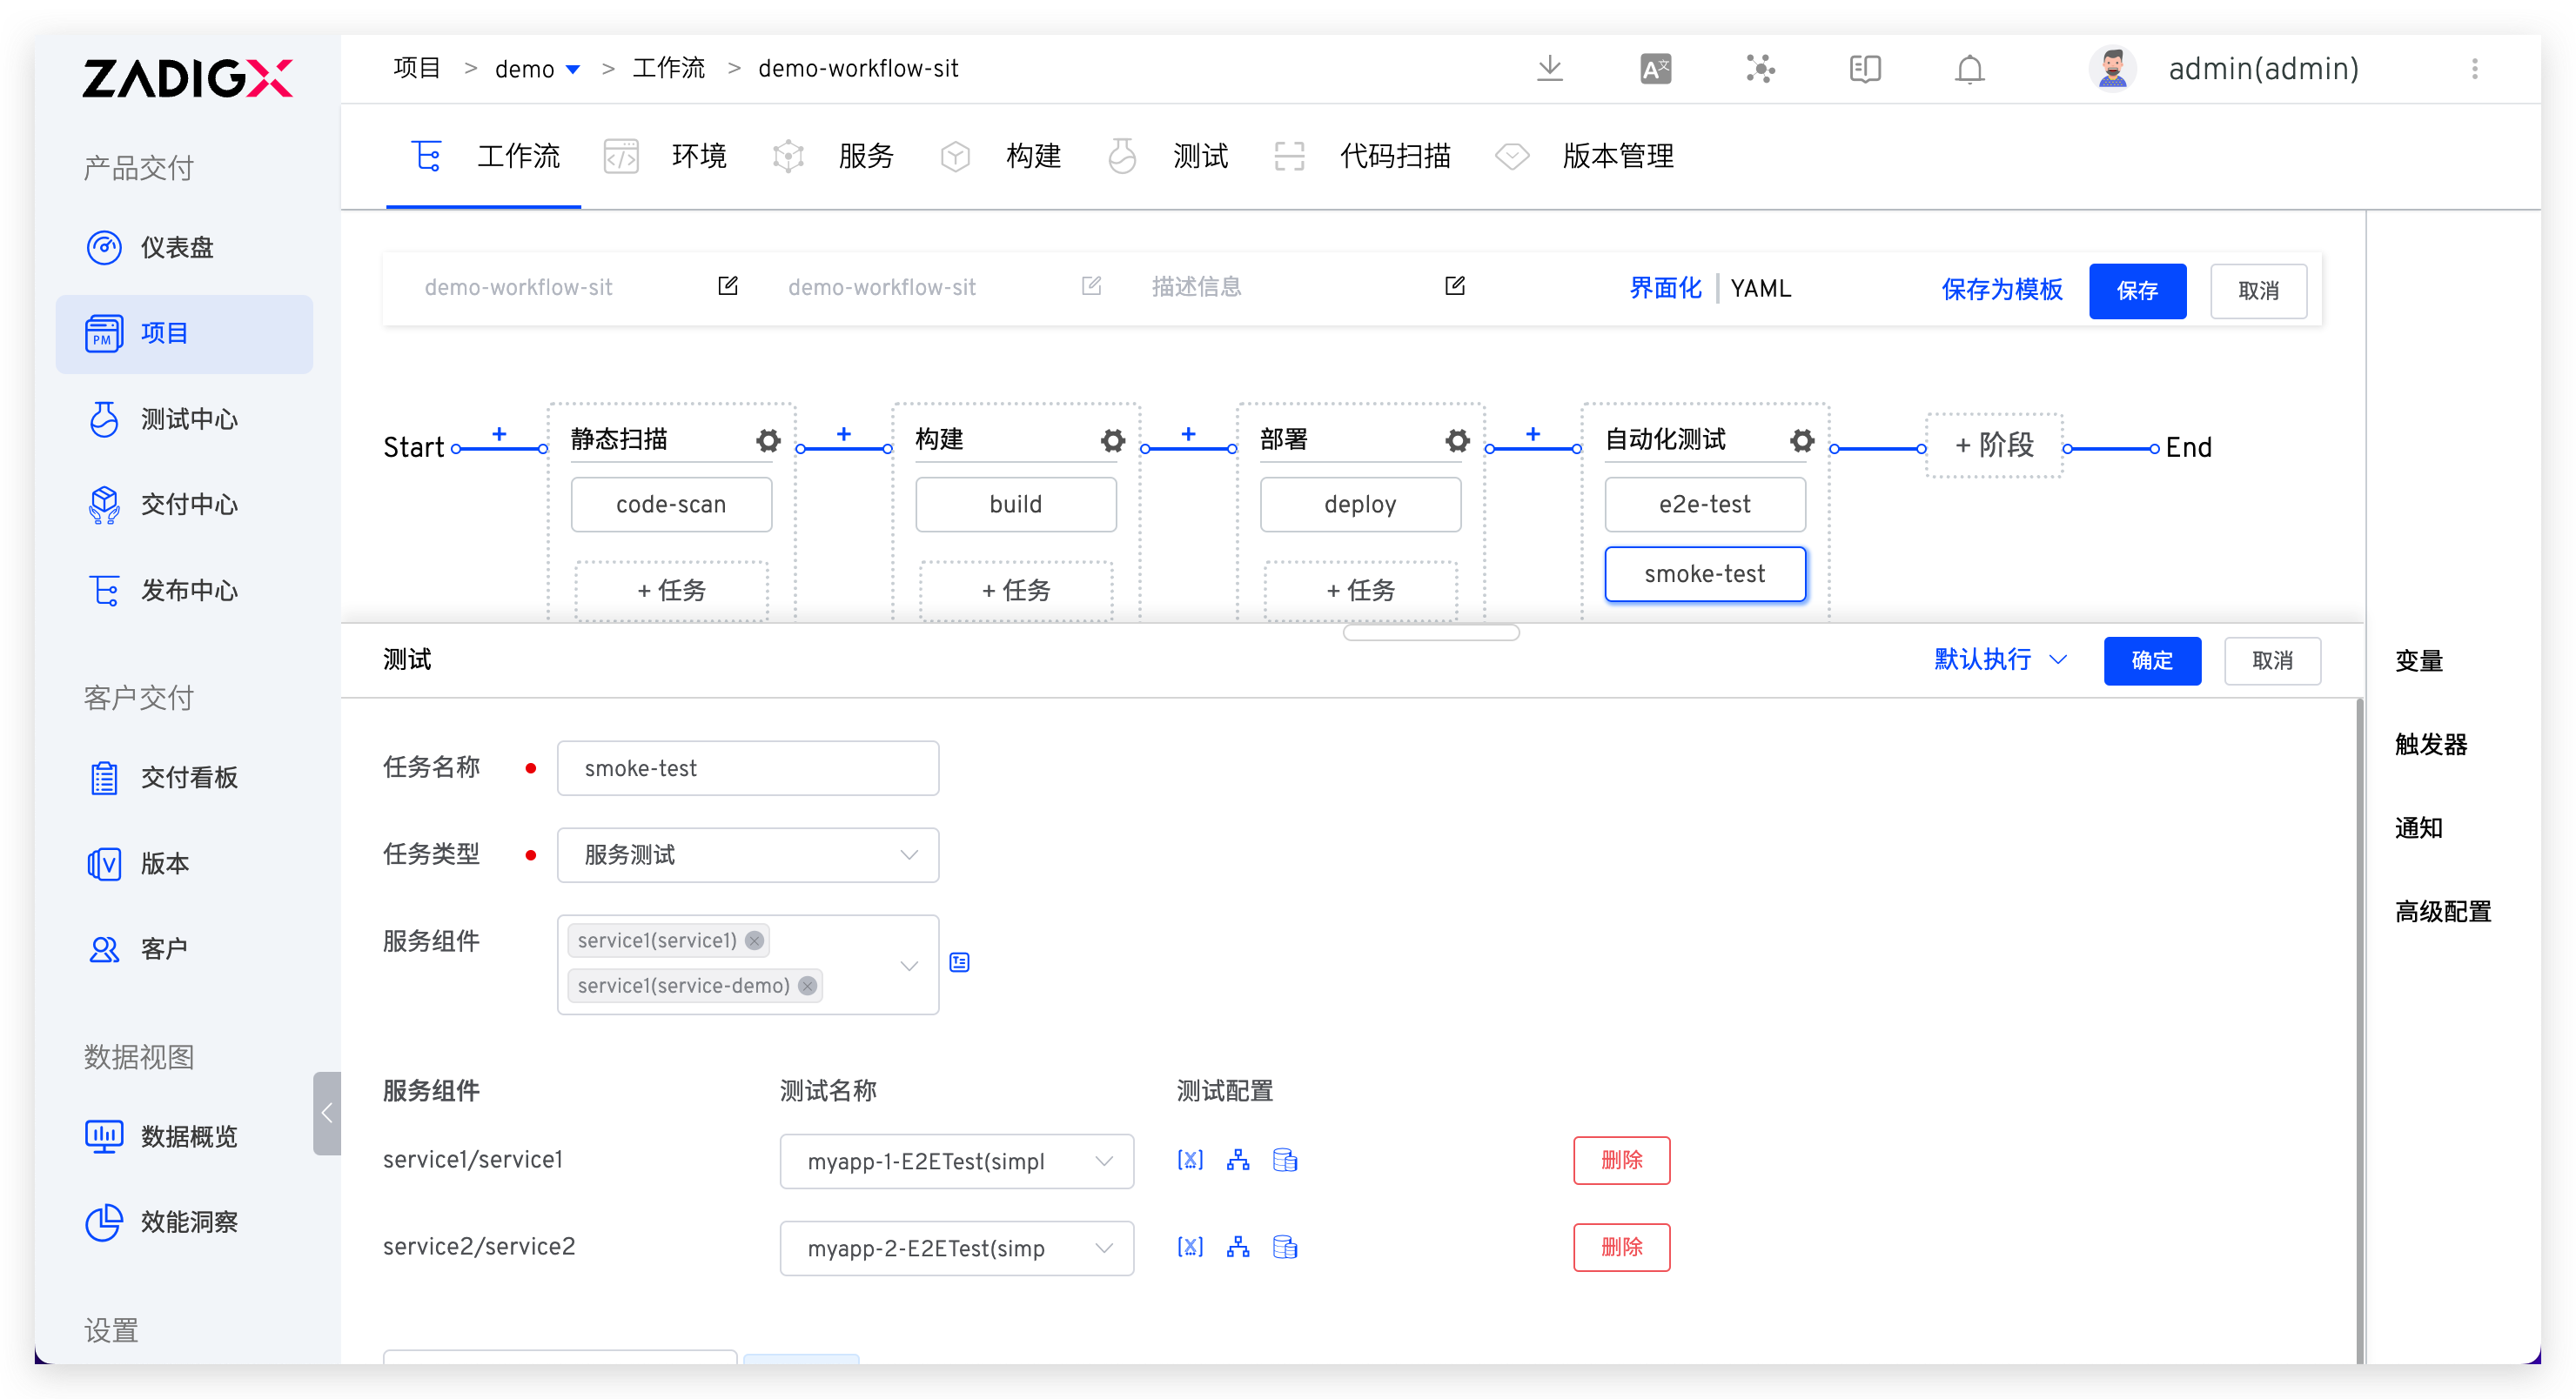 ZADIGX
产品交付
仪表盘
PM
项目
测试中心
交付中心
发布中心
客户交付
交付看板
版本
客户
数据视图
数据概览
效能洞察
设置
项目 > demo > 工作流 > demo-workflow-sit
admin(admin)
工作流 环境 服务 构建 测试 代码扫描 版本管理
demo-workflow-sit demo-workflow-sit 描述信息 界面化 | YAML 保存为模板 保存 取消
Start + 静态扫描 + 构建 + 部署 + 自动化测试 + 阶段 End
code-scan build deploy e2e-test
smoke-test
+ 任务 + 任务 + 任务
测试 默认执行 确定 取消
任务名称 smoke-test
任务类型 服务测试
服务组件 service1(service1)
service1(service-demo)
服务组件 测试名称 测试配置
service1/service1 myapp-1-E2ETest(simpl 删除
service2/service2 myapp-2-E2ETest(simp 删除
变量
触发器
通知
高级配置